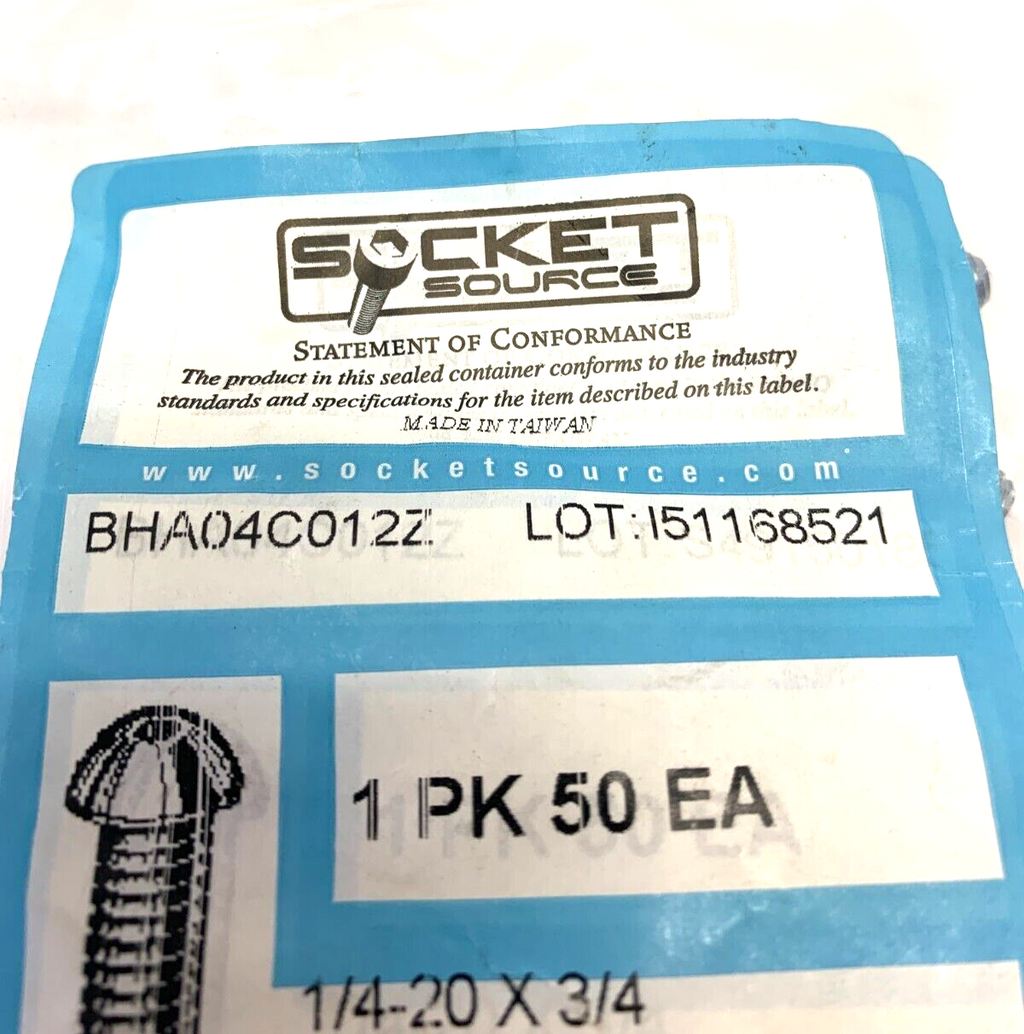 SOCKET
SOURCE
STATEMENT OF CONFORMANCE
The product in this sealed container conforms to the industry
standards and specifications for the item described on this label.
MADE IN TAIWAN
www.socketsource.com
BHA04C012Z LOT:I51168521
1 PK 50 EA
1/4-20 X 3/4